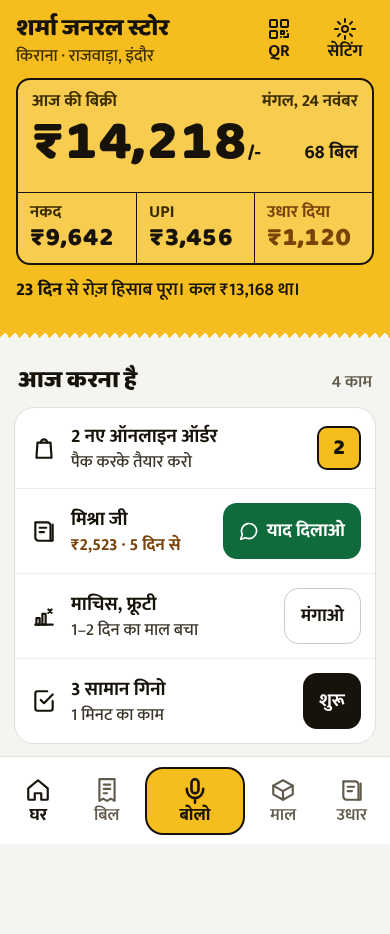 शर्मा जनरल स्टोर
किराना · राजवाड़ा, इंदौर
QR
सेटिंग
आज की बिक्री
मंगल, 24 नवंबर
₹14,218/-
68 बिल
नकद
₹9,642
UPI
₹3,456
उधार दिया
₹1,120
23 दिन से रोज़ हिसाब पूरा। कल ₹13,168 था।
आज करना है
4 काम
2 नए ऑनलाइन ऑर्डर
पैक करके तैयार करो
2
मिश्रा जी
₹2,523 · 5 दिन से
याद दिलाओ
माचिस, फ्रूटी
1–2 दिन का माल बचा
मंगाओ
3 सामान गिनो
1 मिनट का काम
शुरू
घर
बिल
बोलो
माल
उधार